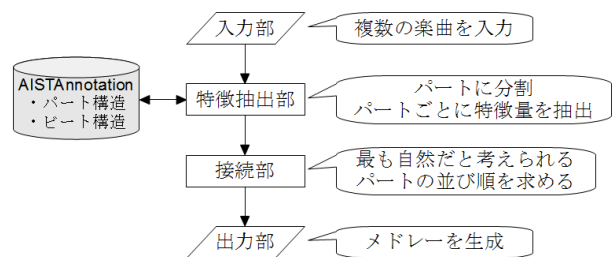 入力部
複数の楽曲を入力
AISTAnnotation
・パート構造
・ビート構造
特徴抽出部
パートに分割
パートごとに特徴量を抽出
接続部
最も自然だと考えられる
パートの並び順を求める
出力部
メドレーを生成